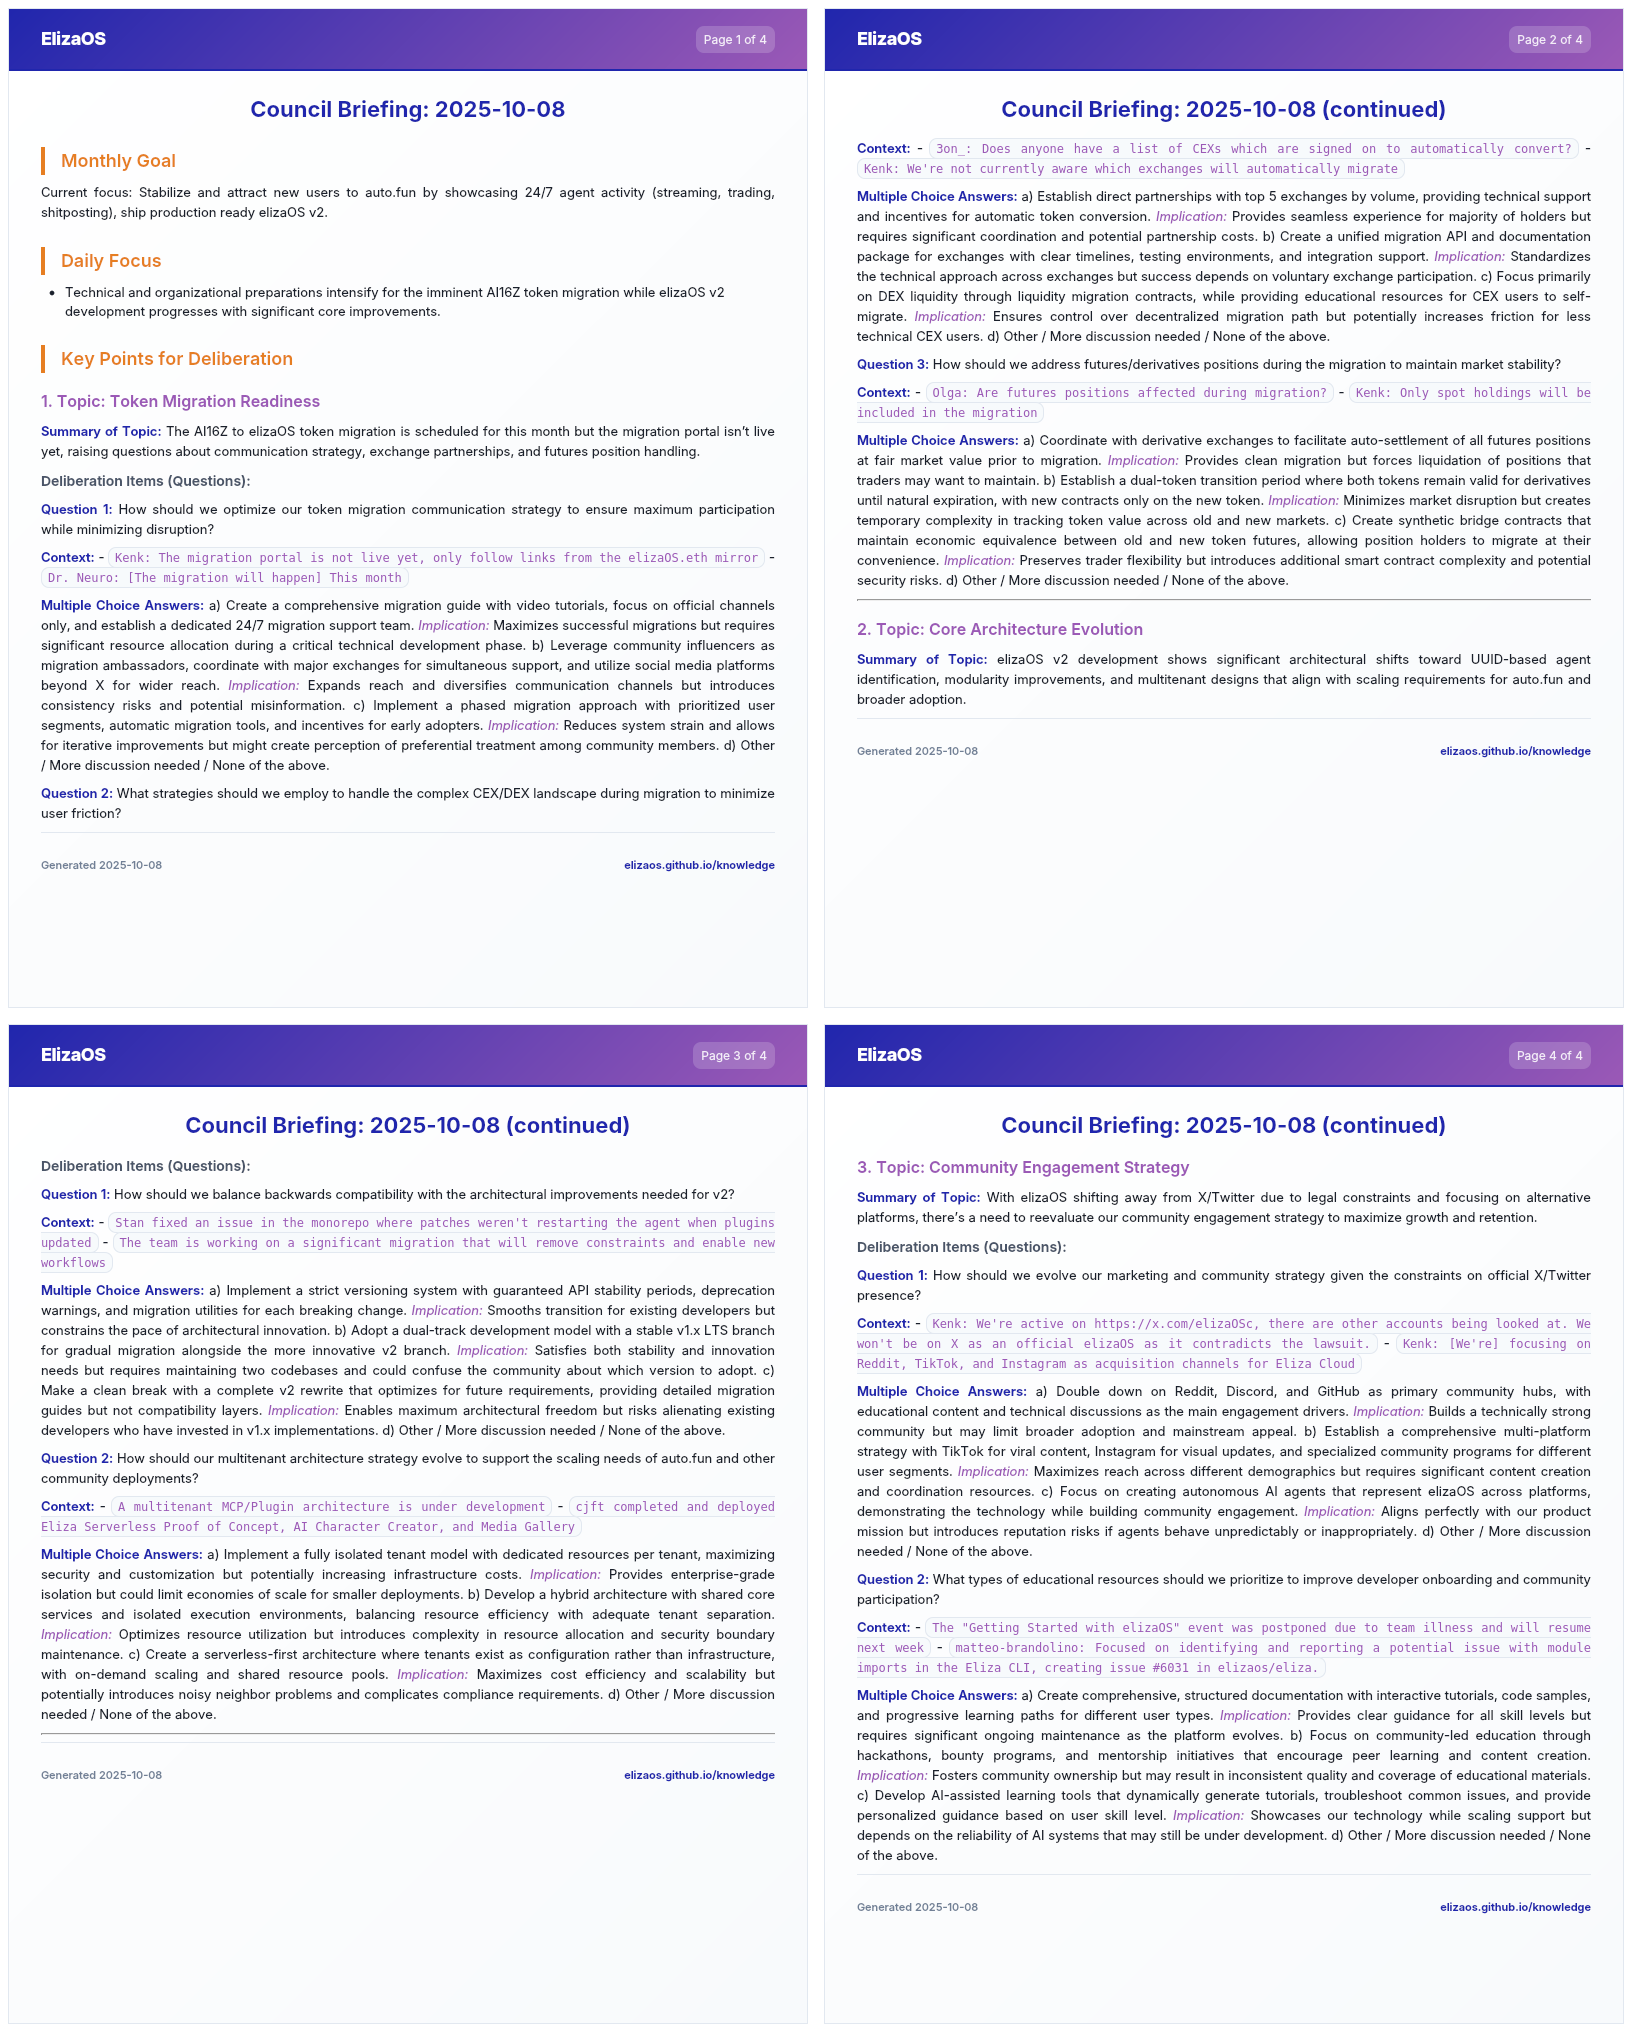 ElizaOS
Page 1 of 4
Council Briefing: 2025-10-08
Monthly Goal
Current focus: Stabilize and attract new users to auto.fun by showcasing 24/7 agent activity (streaming, trading,
shitposting), ship production ready elizaOS v2.
Daily Focus
• Technical and organizational preparations intensify for the imminent AI16Z token migration while elizaOS v2
development progresses with significant core improvements.
Key Points for Deliberation
1. Topic: Token Migration Readiness
Summary of Topic: The AI16Z to elizaOS token migration is scheduled for this month but the migration portal isn’t live
yet, raising questions about communication strategy, exchange partnerships, and futures position handling.
Deliberation Items (Questions):
Question 1: How should we optimize our token migration communication strategy to ensure maximum participation
while minimizing disruption?
Context: - Kenk: The migration portal is not live yet, only follow links from the elizaOS.eth mirror -
Dr. Neuro: [The migration will happen] This month
Multiple Choice Answers: a) Create a comprehensive migration guide with video tutorials, focus on official channels
only, and establish a dedicated 24/7 migration support team. Implication: Maximizes successful migrations but requires
significant resource allocation during a critical technical development phase. b) Leverage community influencers as
migration ambassadors, coordinate with major exchanges for simultaneous support, and utilize social media platforms
beyond X for wider reach. Implication: Expands reach and diversifies communication channels but introduces
consistency risks and potential misinformation. c) Implement a phased migration approach with prioritized user
segments, automatic migration tools, and incentives for early adopters. Implication: Reduces system strain and allows
for iterative improvements but might create perception of preferential treatment among community members. d) Other
/ More discussion needed / None of the above.
Question 2: What strategies should we employ to handle the complex CEX/DEX landscape during migration to minimize
user friction?
Generated 2025-10-08
elizaos.github.io/knowledge
ElizaOS
Page 2 of 4
Council Briefing: 2025-10-08 (continued)
Context: - 3on_: Does anyone have a list of CEXs which are signed on to automatically convert? -
Kenk: We're not currently aware which exchanges will automatically migrate
Multiple Choice Answers: a) Establish direct partnerships with top 5 exchanges by volume, providing technical support
and incentives for automatic token conversion. Implication: Provides seamless experience for majority of holders but
requires significant coordination and potential partnership costs. b) Create a unified migration API and documentation
package for exchanges with clear timelines, testing environments, and integration support. Implication: Standardizes
the technical approach across exchanges but success depends on voluntary exchange participation. c) Focus primarily
on DEX liquidity through liquidity migration contracts, while providing educational resources for CEX users to self-
migrate. Implication: Ensures control over decentralized migration path but potentially increases friction for less
technical CEX users. d) Other / More discussion needed / None of the above.
Question 3: How should we address futures/derivatives positions during the migration to maintain market stability?
Context: - Olga: Are futures positions affected during migration? - Kenk: Only spot holdings will be
included in the migration
Multiple Choice Answers: a) Coordinate with derivative exchanges to facilitate auto-settlement of all futures positions
at fair market value prior to migration. Implication: Provides clean migration but forces liquidation of positions that
traders may want to maintain. b) Establish a dual-token transition period where both tokens remain valid for derivatives
until natural expiration, with new contracts only on the new token. Implication: Minimizes market disruption but creates
temporary complexity in tracking token value across old and new markets. c) Create synthetic bridge contracts that
maintain economic equivalence between old and new token futures, allowing position holders to migrate at their
convenience. Implication: Preserves trader flexibility but introduces additional smart contract complexity and potential
security risks. d) Other / More discussion needed / None of the above.
2. Topic: Core Architecture Evolution
Summary of Topic: elizaOS v2 development shows significant architectural shifts toward UUID-based agent
identification, modularity improvements, and multitenant designs that align with scaling requirements for auto.fun and
broader adoption.
Generated 2025-10-08
elizaos.github.io/knowledge
ElizaOS
Page 3 of 4
Council Briefing: 2025-10-08 (continued)
Deliberation Items (Questions):
Question 1: How should we balance backwards compatibility with the architectural improvements needed for v2?
Context: - Stan fixed an issue in the monorepo where patches weren't restarting the agent when plugins
updated - The team is working on a significant migration that will remove constraints and enable new
workflows
Multiple Choice Answers: a) Implement a strict versioning system with guaranteed API stability periods, deprecation
warnings, and migration utilities for each breaking change. Implication: Smooths transition for existing developers but
constrains the pace of architectural innovation. b) Adopt a dual-track development model with a stable v1.x LTS branch
for gradual migration alongside the more innovative v2 branch. Implication: Satisfies both stability and innovation
needs but requires maintaining two codebases and could confuse the community about which version to adopt. c)
Make a clean break with a complete v2 rewrite that optimizes for future requirements, providing detailed migration
guides but not compatibility layers. Implication: Enables maximum architectural freedom but risks alienating existing
developers who have invested in v1.x implementations. d) Other / More discussion needed / None of the above.
Question 2: How should our multitenant architecture strategy evolve to support the scaling needs of auto.fun and other
community deployments?
Context: - A multitenant MCP/Plugin architecture is under development - cjft completed and deployed
Eliza Serverless Proof of Concept, AI Character Creator, and Media Gallery
Multiple Choice Answers: a) Implement a fully isolated tenant model with dedicated resources per tenant, maximizing
security and customization but potentially increasing infrastructure costs. Implication: Provides enterprise-grade
isolation but could limit economies of scale for smaller deployments. b) Develop a hybrid architecture with shared core
services and isolated execution environments, balancing resource efficiency with adequate tenant separation.
Implication: Optimizes resource utilization but introduces complexity in resource allocation and security boundary
maintenance. c) Create a serverless-first architecture where tenants exist as configuration rather than infrastructure,
with on-demand scaling and shared resource pools. Implication: Maximizes cost efficiency and scalability but
potentially introduces noisy neighbor problems and complicates compliance requirements. d) Other / More discussion
needed / None of the above.
Generated 2025-10-08
elizaos.github.io/knowledge
ElizaOS
Page 4 of 4
Council Briefing: 2025-10-08 (continued)
3. Topic: Community Engagement Strategy
Summary of Topic: With elizaOS shifting away from X/Twitter due to legal constraints and focusing on alternative
platforms, there’s a need to reevaluate our community engagement strategy to maximize growth and retention.
Deliberation Items (Questions):
Question 1: How should we evolve our marketing and community strategy given the constraints on official X/Twitter
presence?
Context: - Kenk: We're active on https://x.com/elizaOSc, there are other accounts being looked at. We
won't be on X as an official elizaOS as it contradicts the lawsuit. - Kenk: [We're] focusing on
Reddit, TikTok, and Instagram as acquisition channels for Eliza Cloud
Multiple Choice Answers: a) Double down on Reddit, Discord, and GitHub as primary community hubs, with
educational content and technical discussions as the main engagement drivers. Implication: Builds a technically strong
community but may limit broader adoption and mainstream appeal. b) Establish a comprehensive multi-platform
strategy with TikTok for viral content, Instagram for visual updates, and specialized community programs for different
user segments. Implication: Maximizes reach across different demographics but requires significant content creation
and coordination resources. c) Focus on creating autonomous AI agents that represent elizaOS across platforms,
demonstrating the technology while building community engagement. Implication: Aligns perfectly with our product
mission but introduces reputation risks if agents behave unpredictably or inappropriately. d) Other / More discussion
needed / None of the above.
Question 2: What types of educational resources should we prioritize to improve developer onboarding and community
participation?
Context: - The "Getting Started with elizaOS" event was postponed due to team illness and will resume
next week - matteo-brandolino: Focused on identifying and reporting a potential issue with module
imports in the Eliza CLI, creating issue #6031 in elizaos/eliza.
Multiple Choice Answers: a) Create comprehensive, structured documentation with interactive tutorials, code samples,
and progressive learning paths for different user types. Implication: Provides clear guidance for all skill levels but
requires significant ongoing maintenance as the platform evolves. b) Focus on community-led education through
hackathons, bounty programs, and mentorship initiatives that encourage peer learning and content creation.
Implication: Fosters community ownership but may result in inconsistent quality and coverage of educational materials.
c) Develop AI-assisted learning tools that dynamically generate tutorials, troubleshoot common issues, and provide
personalized guidance based on user skill level. Implication: Showcases our technology while scaling support but
depends on the reliability of AI systems that may still be under development. d) Other / More discussion needed / None
of the above.
Generated 2025-10-08
elizaos.github.io/knowledge